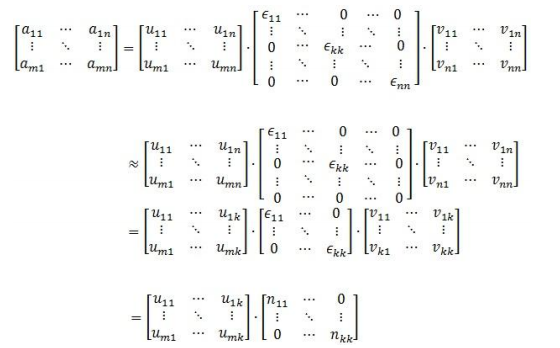 [a₁₁ ⋯ a₁ₙ; ⋮ ⋱ ⋮; aₘ₁ ⋯ aₘₙ] = [u₁₁ ⋯ u₁ₙ; ⋮ ⋱ ⋮; uₘ₁ ⋯ uₘₙ] · [ϵ₁₁ ⋯ 0 ⋯ 0; ⋮ ⋱ ⋮ ⋱ ⋮; 0 ⋯ ϵₖₖ ⋯ 0; ⋮ ⋱ ⋮ ⋱ ⋮; 0 ⋯ 0 ⋯ ϵₙₙ] · [v₁₁ ⋯ v₁ₙ; ⋮ ⋱ ⋮; vₙ₁ ⋯ vₙₙ]
≈ [u₁₁ ⋯ u₁ₙ; ⋮ ⋱ ⋮; uₘ₁ ⋯ uₘₙ] · [ϵ₁₁ ⋯ 0 ⋯ 0; ⋮ ⋱ ⋮ ⋱ ⋮; 0 ⋯ ϵₖₖ ⋯ 0; ⋮ ⋱ ⋮ ⋱ ⋮; 0 ⋯ 0 ⋯ 0] · [v₁₁ ⋯ v₁ₙ; ⋮ ⋱ ⋮; vₙ₁ ⋯ vₙₙ]
= [u₁₁ ⋯ u₁ₖ; ⋮ ⋱ ⋮; uₘ₁ ⋯ uₘₖ] · [ϵ₁₁ ⋯ 0; ⋮ ⋱ ⋮; 0 ⋯ ϵₖₖ] · [v₁₁ ⋯ v₁ₖ; ⋮ ⋱ ⋮; vₖ₁ ⋯ vₖₖ]
= [u₁₁ ⋯ u₁ₖ; ⋮ ⋱ ⋮; uₘ₁ ⋯ uₘₖ] · [n₁₁ ⋯ 0; ⋮ ⋱ ⋮; 0 ⋯ nₖₖ]